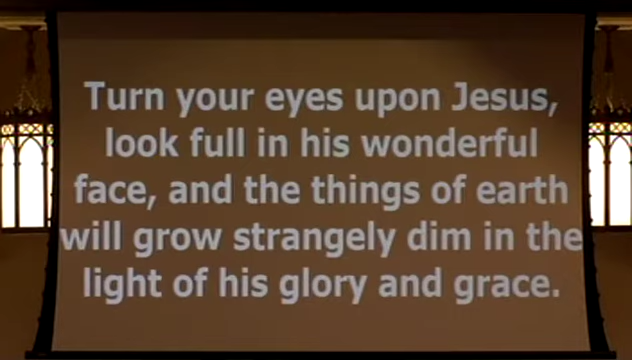 Turn your eyes upon Jesus,
look full in his wonderful
face, and the things of earth
will grow strangely dim in the
light of his glory and grace.